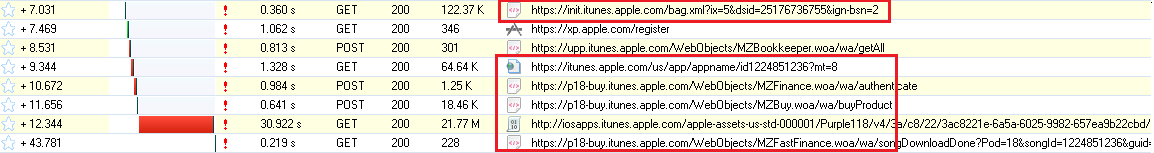 + 7.031 0.360 s GET 200 122.37 K https://init.itunes.apple.com/bag.xml?ix=5&dsid=25176736755&ign-bsn=2
+ 7.469 1.062 s GET 200 346 https://xp.apple.com/register
+ 8.531 0.813 s POST 200 301 https://upp.itunes.apple.com/WebObjects/MZBookkeeper.woa/wa/getAll
+ 9.344 1.328 s GET 200 64.64 K https://itunes.apple.com/us/app/appname/id1224851236?mt=8
+ 10.672 0.984 s POST 200 1.25 K https://p18-buy.itunes.apple.com/WebObjects/MZFinance.woa/wa/authenticate
+ 11.656 0.641 s POST 200 18.46 K https://p18-buy.itunes.apple.com/WebObjects/MZBuy.woa/wa/buyProduct
+ 12.344 30.922 s GET 200 21.77 M http://iosapps.itunes.apple.com/apple-assets-us-std-000001/Purple118/v4/3a/c8/22/3ac8221e-6a5a-6025-9982-657ea9b22cbd/
+ 43.781 0.219 s GET 200 228 https://p18-buy.itunes.apple.com/WebObjects/MZFastFinance.woa/wa/songDownloadDone?Pod=18&songId=1224851236&guid=